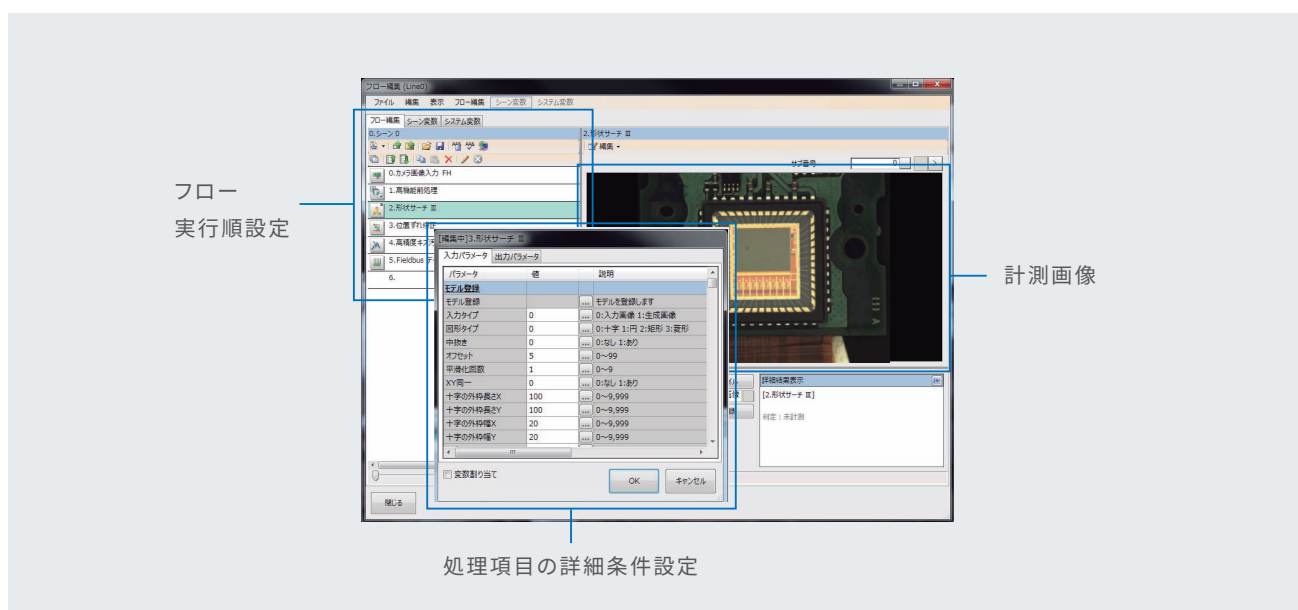 フロー編集 (Line0)
ファイル 編集 表示 フロー編集 シーン変数 システム変数
フロー編集 シーン変数 システム変数
0.シーン 0
2.形状サーチ Ⅲ
編集
サブ番号 0
0.カメラ画像入力 FH
1.高機能前処理
2.形状サーチ Ⅲ
3.位置ずれ修正
4.高精度キズ汚
5.Fieldbus デ
6.
フロー
実行順設定
計測画像
[編集中]3.形状サーチ Ⅲ
入力パラメータ 出力パラメータ
パラメータ 値 説明
モデル登録
モデル登録 ... モデルを登録します
入力タイプ 0 ... 0:入力画像 1:生成画像
図形タイプ 0 ... 0:十字 1:円 2:矩形 3:菱形
中抜き 0 ... 0:なし 1:あり
オフセット 5 ... 0～99
平滑化回数 1 ... 0～9
XY同一 0 ... 0:なし 1:あり
十字の外枠長さX 100 ... 0～9,999
十字の外枠長さY 100 ... 0～9,999
十字の外枠幅X 20 ... 0～9,999
十字の外枠幅Y 20 ... 0～9,999
変数割り当て
OK キャンセル
詳細結果表示
[2.形状サーチ Ⅲ]
判定：未計測
閉じる
処理項目の詳細条件設定